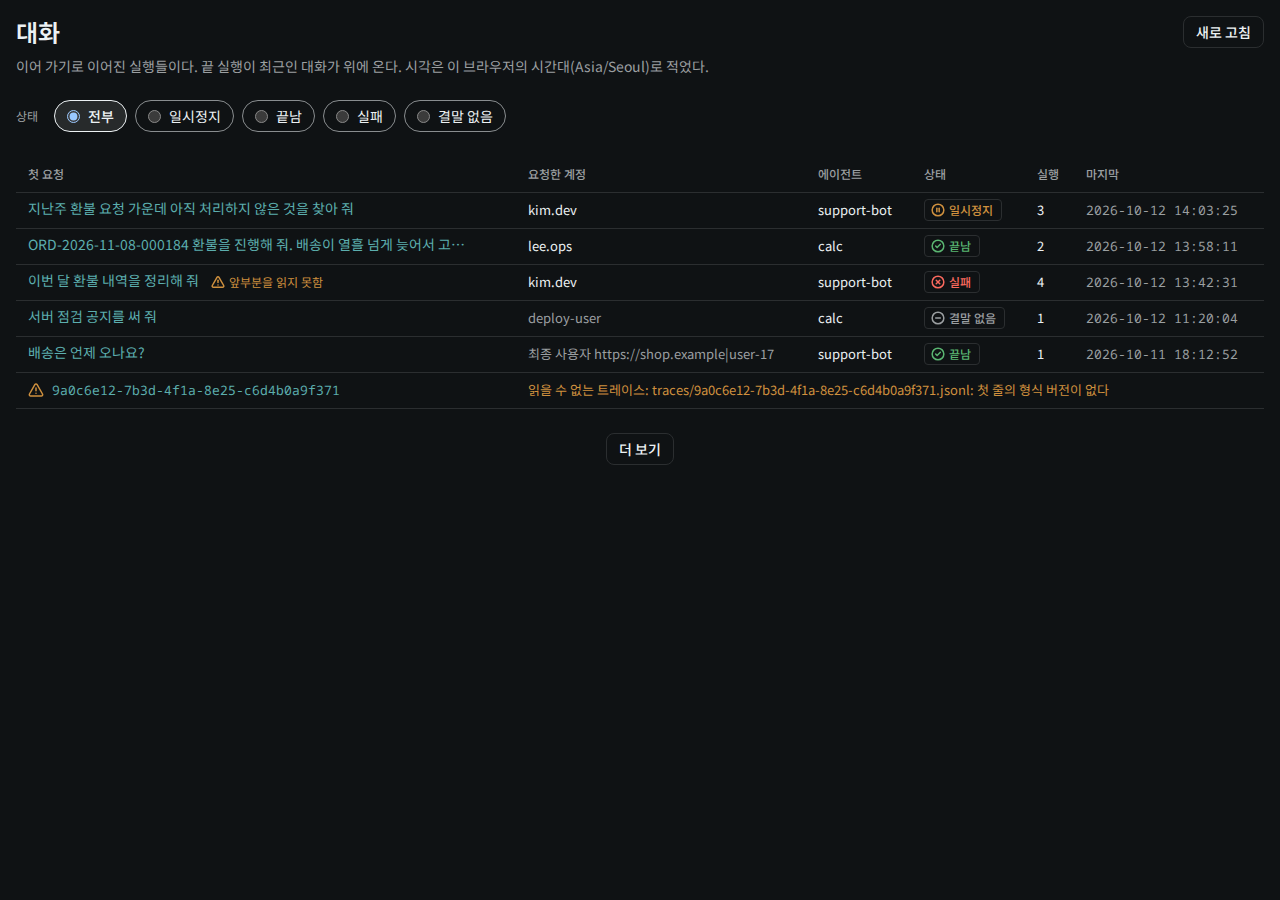 대화
새로 고침
이어 가기로 이어진 실행들이다. 끝 실행이 최근인 대화가 위에 온다. 시각은 이 브라우저의 시간대(Asia/Seoul)로 적었다.
상태 전부 일시정지 끝남 실패 결말 없음
첫 요청 요청한 계정 에이전트 상태 실행 마지막
지난주 환불 요청 가운데 아직 처리하지 않은 것을 찾아 줘 kim.dev support-bot 일시정지 3 2026-10-12 14:03:25
ORD-2026-11-08-000184 환불을 진행해 줘. 배송이 열흘 넘게 늦어서 고… lee.ops calc 끝남 2 2026-10-12 13:58:11
이번 달 환불 내역을 정리해 줘 앞부분을 읽지 못함 kim.dev support-bot 실패 4 2026-10-12 13:42:31
서버 점검 공지를 써 줘 deploy-user calc 결말 없음 1 2026-10-12 11:20:04
배송은 언제 오나요? 최종 사용자 https://shop.example|user-17 support-bot 끝남 1 2026-10-11 18:12:52
9a0c6e12-7b3d-4f1a-8e25-c6d4b0a9f371 읽을 수 없는 트레이스: traces/9a0c6e12-7b3d-4f1a-8e25-c6d4b0a9f371.jsonl: 첫 줄의 형식 버전이 없다
더 보기